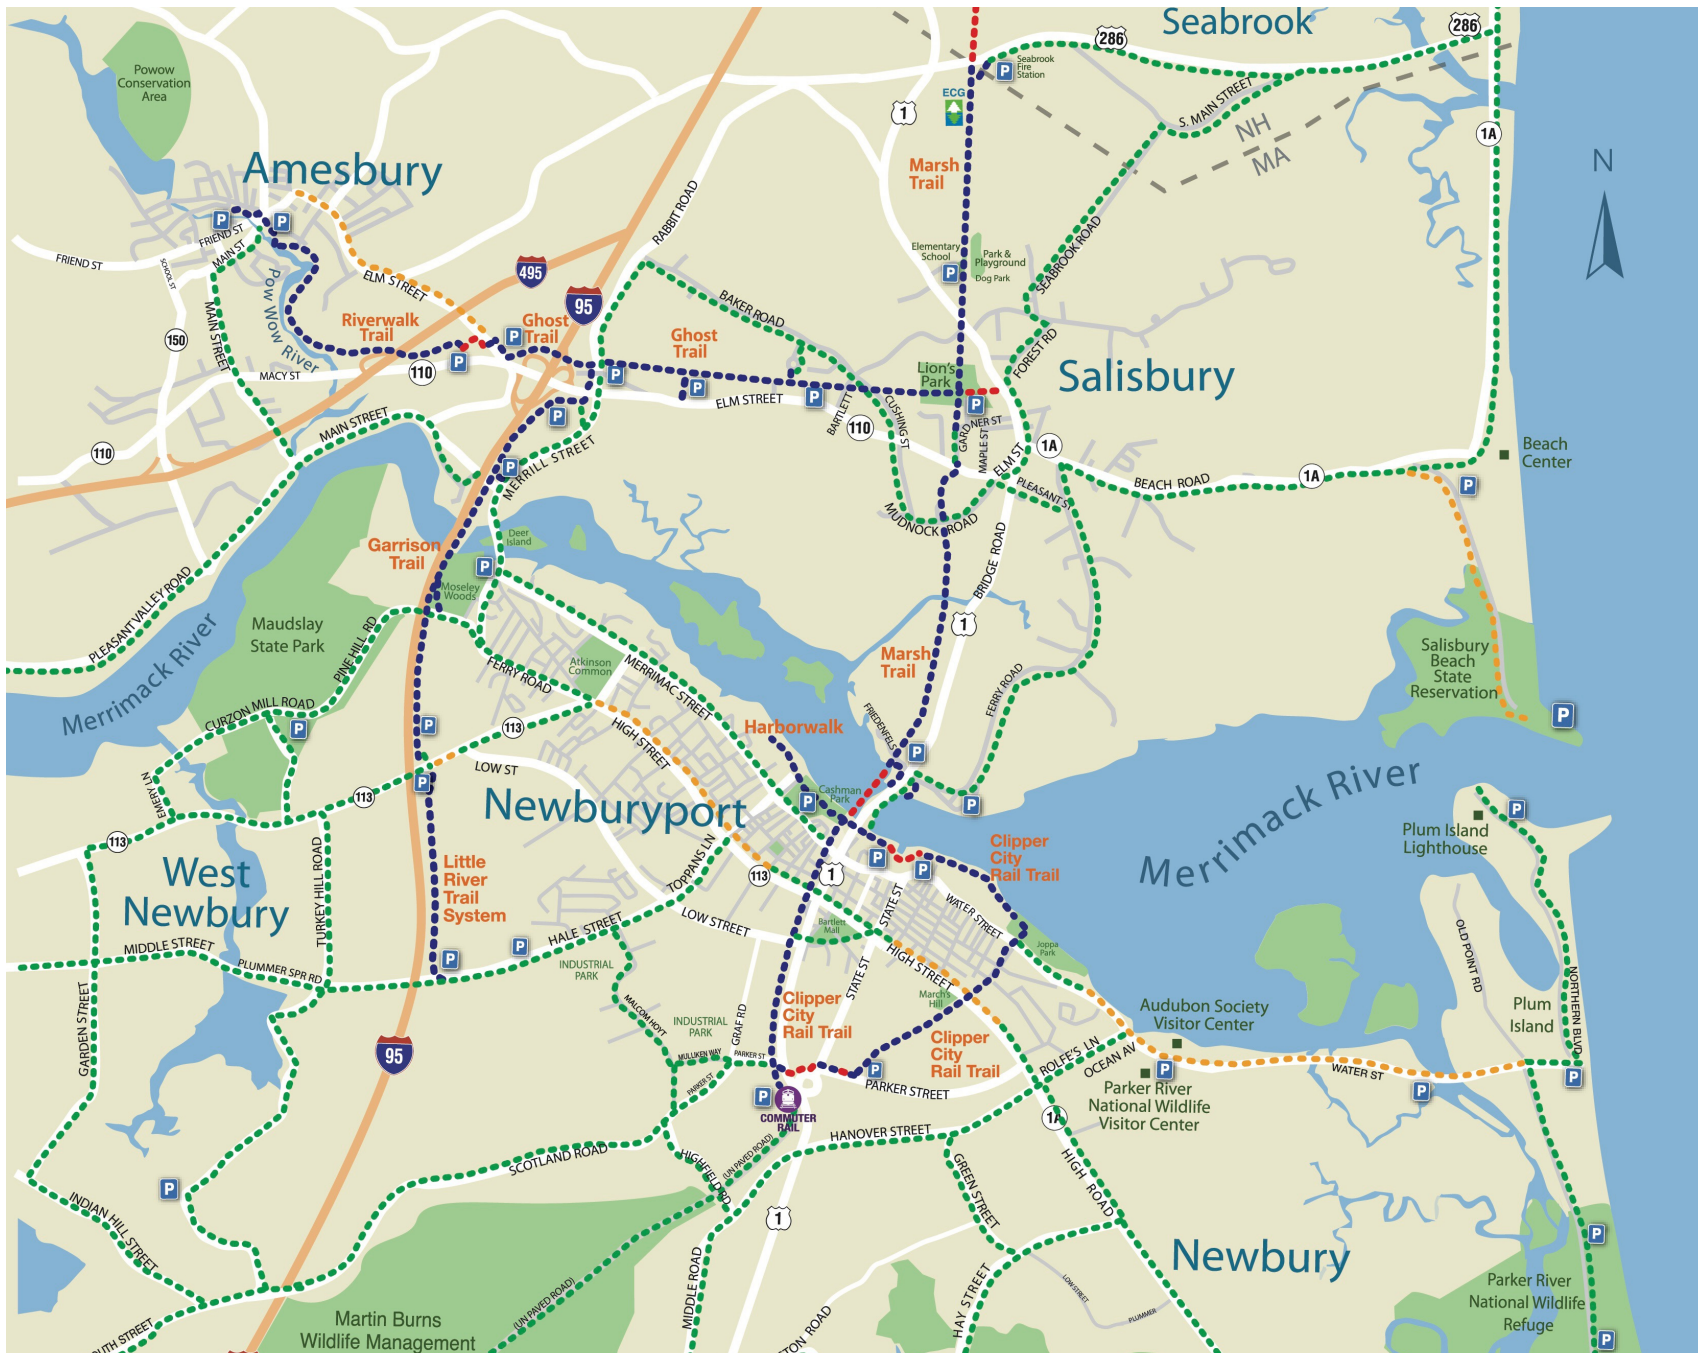 Seabrook
286
286
Powow
Conservation
Area
P
Seabrook
Fire
Station
ECG
1
S. MAIN STREET
NH
MA
1A
N
Amesbury
Marsh
Trail
RABBIT ROAD
P
P
FRIEND ST
MAIN ST
FRIEND ST
SCHOOL ST
Elementary
School
P
Park &
Playground
Dog Park
SEABROOK ROAD
495
95
ELM STREET
Pow Wow River
MAIN STREET
BAKER ROAD
150
Riverwalk
Trail
Ghost
Trail
P
Ghost
Trail
FOREST RD
P
110
MACY ST
P
P
P
Lion's
Park
P
Salisbury
ELM STREET
BARTLETT
CUSHING ST
110
GARDNER ST
MAPLE ST
ELM ST
1A
MAIN STREET
P
110
P
MERRILL STREET
PLEASANT ST
BEACH ROAD
1A
P
Beach
Center
MUDNOCK ROAD
Deer
Island
Garrison
Trail
P
Moseley
Woods
BRIDGE ROAD
1
PLEASANT VALLEY ROAD
Merrimack River
Maudslay
State Park
PINE HILL RD
CURZON MILL ROAD
P
EMERY LN
FERRY ROAD
Atkinson
Common
MERRIMAC STREET
Marsh
Trail
FERRY ROAD
Salisbury
Beach
State
Reservation
P
113
P
HIGH STREET
Harborwalk
FRIEDENFELS
P
LOW ST
P
113
P
Cashman
Park
P
Newburyport
Merrimack River
P
Plum Island
Lighthouse
113
West
Newbury
TURKEY HILL ROAD
Little
River
Trail
System
TOPPANS LN
113
1
P
P
Clipper
City
Rail Trail
LOW STREET
STATE ST
WATER STREET
Bartlett
Mall
HALE STREET
P
P
INDUSTRIAL
PARK
HIGH STREET
Joppa
Park
OLD POINT RD
NORTHERN BLVD
MIDDLE STREET
PLUMMER SPR RD
STATE ST
March's
Hill
GARDEN STREET
MALCOM HOYT
INDUSTRIAL
PARK
GRAF RD
Clipper
City
Rail Trail
Clipper
City
Rail Trail
Audubon Society
Visitor Center
Plum
Island
95
MULLIKEN WAY
PARKER ST
PARKER ST
P
PARKER STREET
ROLFE'S LN
OCEAN AV
P
WATER ST
P
P
P
COMMUTER
RAIL
Parker River
National Wildlife
Visitor Center
1A
HANOVER STREET
SCOTLAND ROAD
HIGHFIELD RD
(UN PAVED ROAD)
GREEN STREET
HIGH ROAD
P
INDIAN HILL STREET
1
P
Newbury
MIDDLE ROAD
HAY STREET
LOW STREET
PLUMMER
Parker River
National Wildlife
Refuge
(UN PAVED ROAD)
Martin Burns
Wildlife Management
UTH STREET
TON ROAD
P